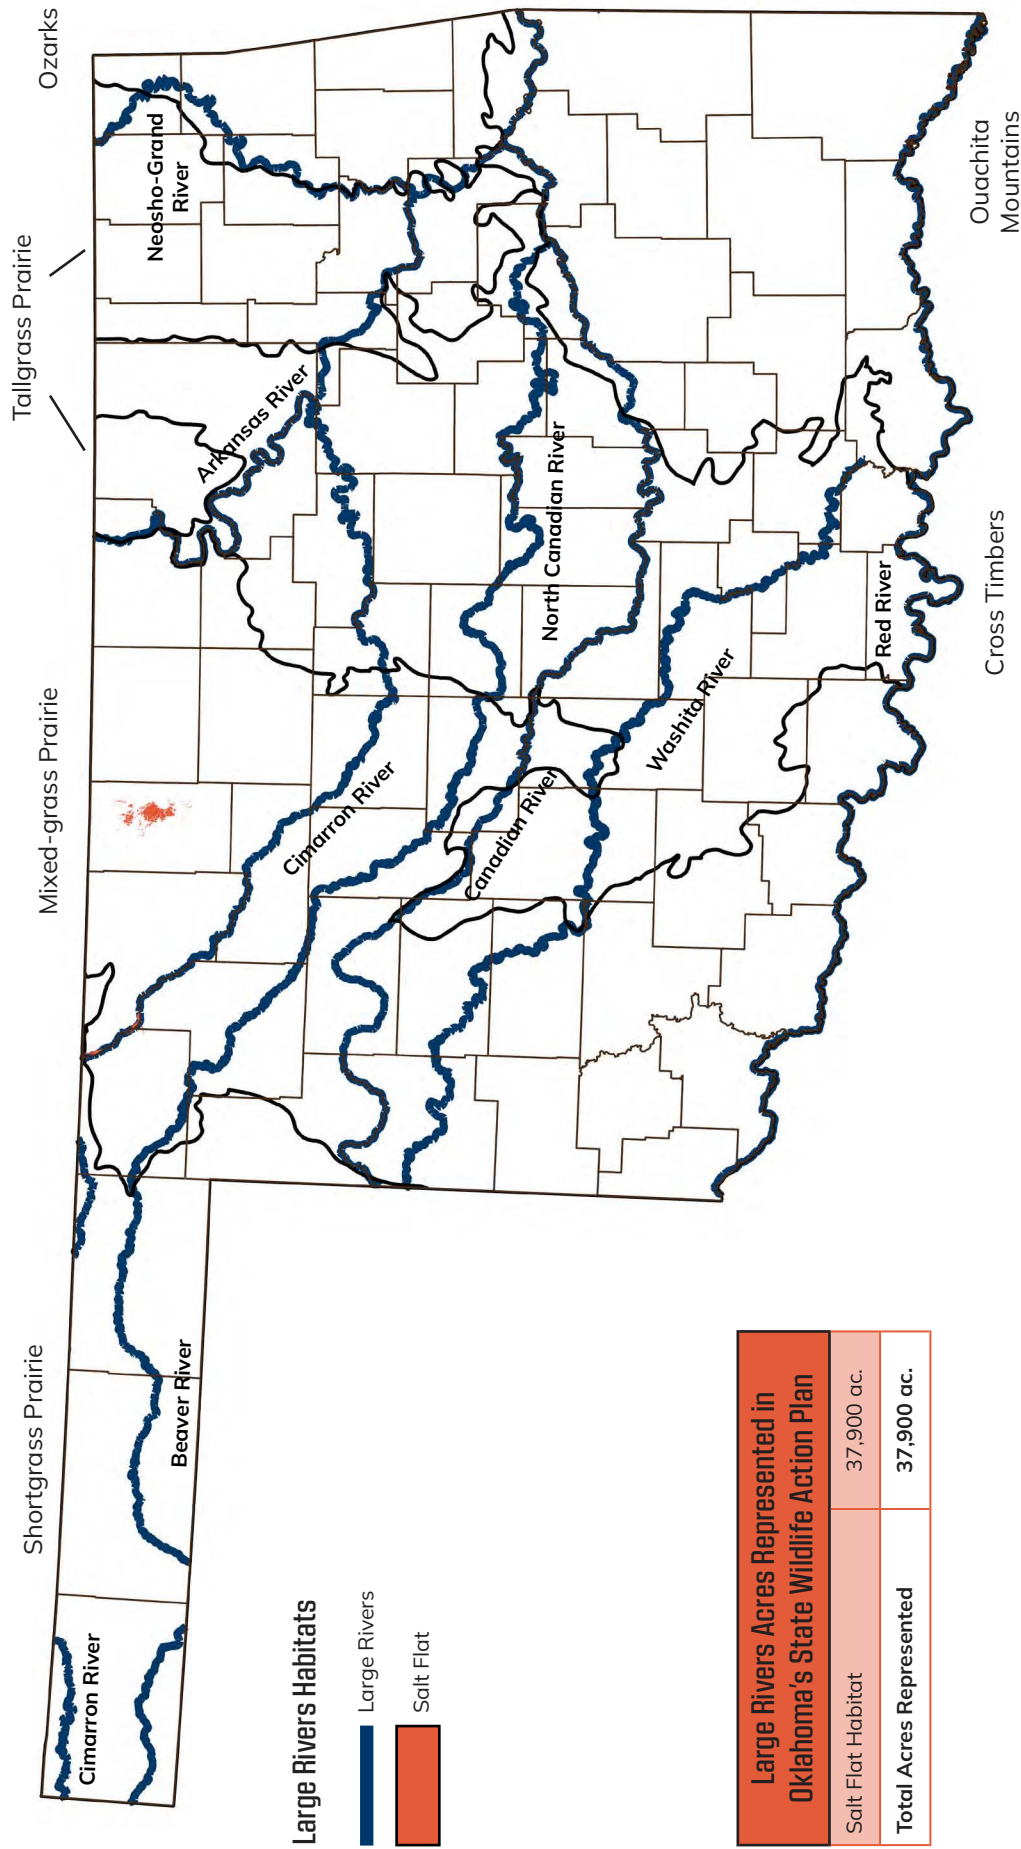 Shortgrass Prairie
Mixed-grass Prairie
Tallgrass Prairie
Ozarks
Cimarron River
Beaver River
Cimarron River
Arkansas River
Neosho-Grand
River
Canadian River
North Canadian River
Washita River
Red River
Cross Timbers
Ouachita
Mountains
Large Rivers Habitats
Large Rivers
Salt Flat
Large Rivers Acres Represented in
Oklahoma's State Wildlife Action Plan
Salt Flat Habitat 37,900 ac.
Total Acres Represented 37,900 ac.